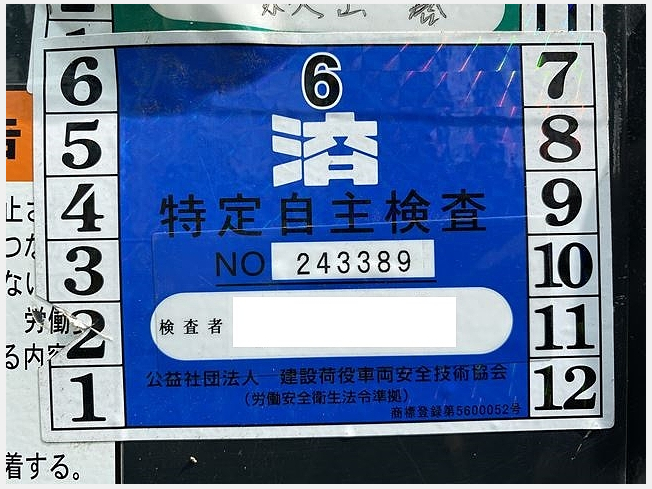 6
済
特定自主検査
NO 243389
検査者
公益社団法人 建設荷役車両安全技術協会
(労働安全衛生法令準拠)
商標登録第5600052号
6
5
4
3
2
1
7
8
9
10
11
12
止さ
つな
ない
労働
る内容
着する。